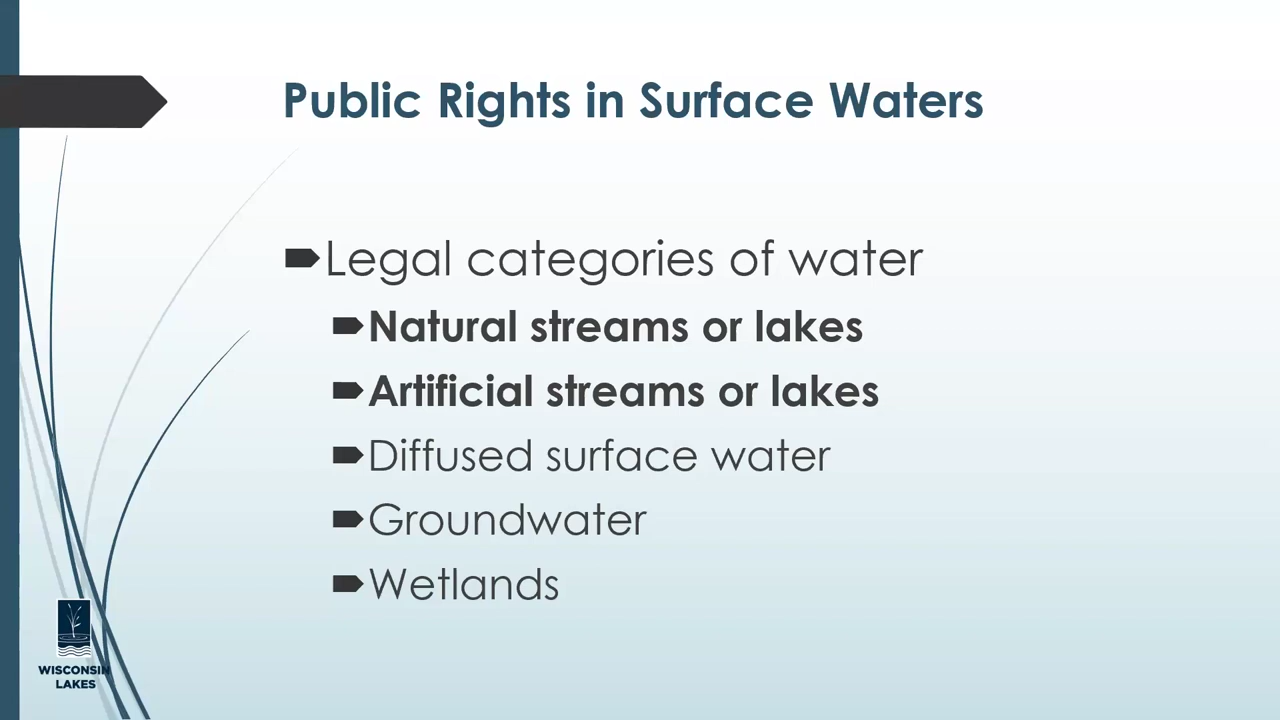 Public Rights in Surface Waters
Legal categories of water
Natural streams or lakes
Artificial streams or lakes
Diffused surface water
Groundwater
Wetlands
WISCONSIN
LAKES